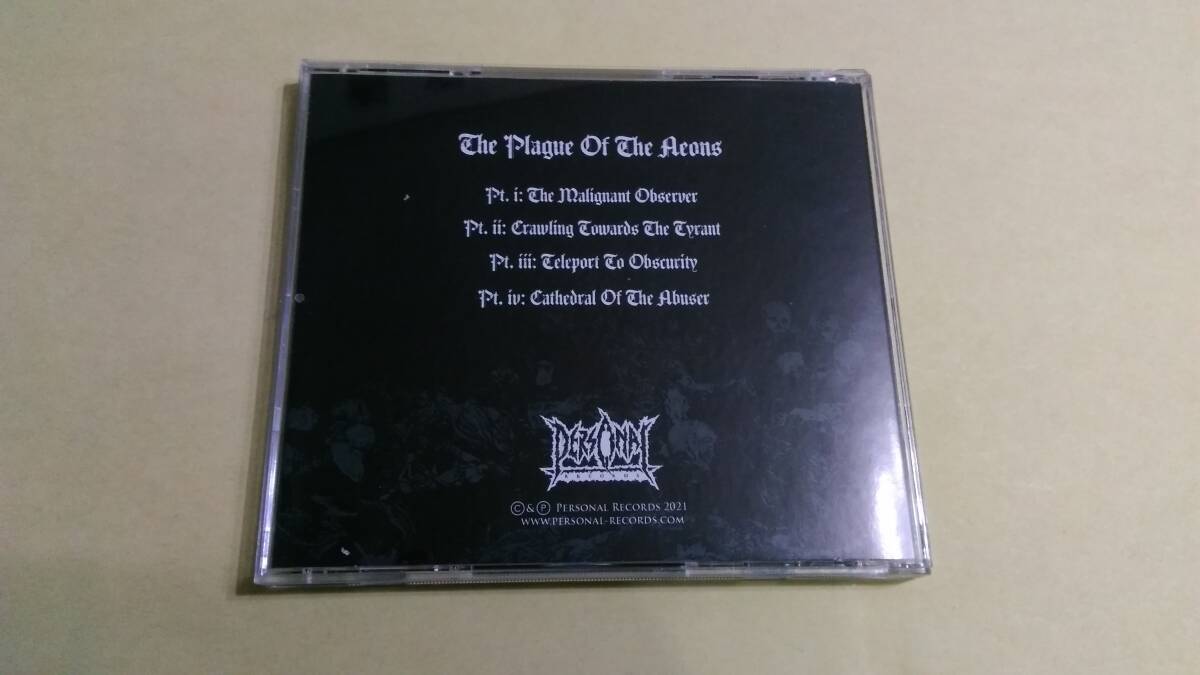 The Plague Of The Aeons
Pt. i: The Malignant Observer
Pt. ii: Crawling Towards The Tyrant
Pt. iii: Teleport To Obscurity
Pt. iv: Cathedral Of The Abuser
PERSONAL
© & ℗ PERSONAL RECORDS 2021
WWW.PERSONAL-RECORDS.COM